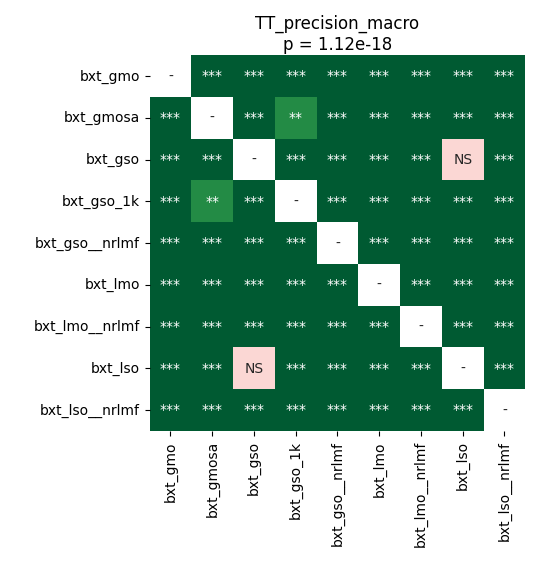 TT_precision_macro
p = 1.12e-18
bxt_gmo - *** *** *** *** *** *** *** ***
bxt_gmosa *** - *** ** *** *** *** *** ***
bxt_gso *** *** - *** *** *** *** NS ***
bxt_gso_1k *** ** *** - *** *** *** *** ***
bxt_gso__nrlmf *** *** *** *** - *** *** *** ***
bxt_lmo *** *** *** *** *** - *** *** ***
bxt_lmo__nrlmf *** *** *** *** *** *** - *** ***
bxt_lso *** *** NS *** *** *** *** - ***
bxt_lso__nrlmf *** *** *** *** *** *** *** *** -
bxt_gmo
bxt_gmosa
bxt_gso
bxt_gso_1k
bxt_gso__nrlmf
bxt_lmo
bxt_lmo__nrlmf
bxt_lso
bxt_lso__nrlmf